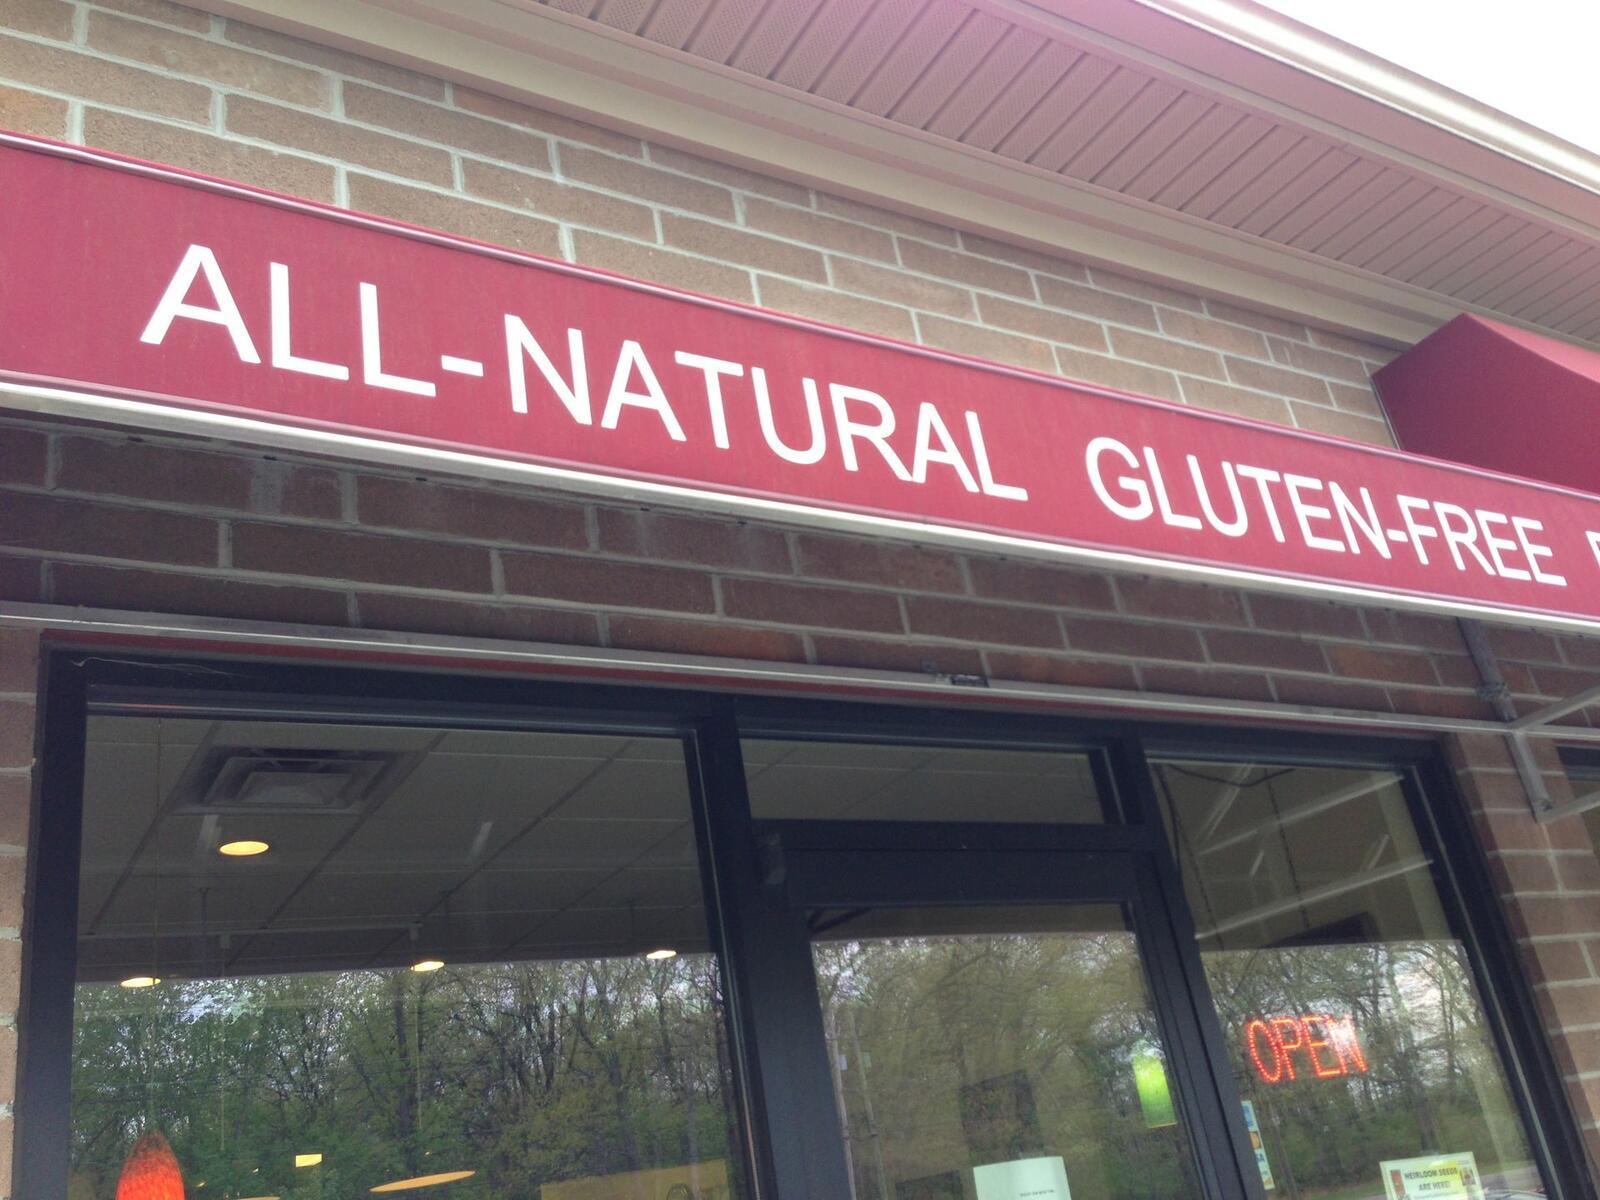 ALL-NATURAL GLUTEN-FREE
OPEN
HEIRLOOM SEEDS
ARE HERE!